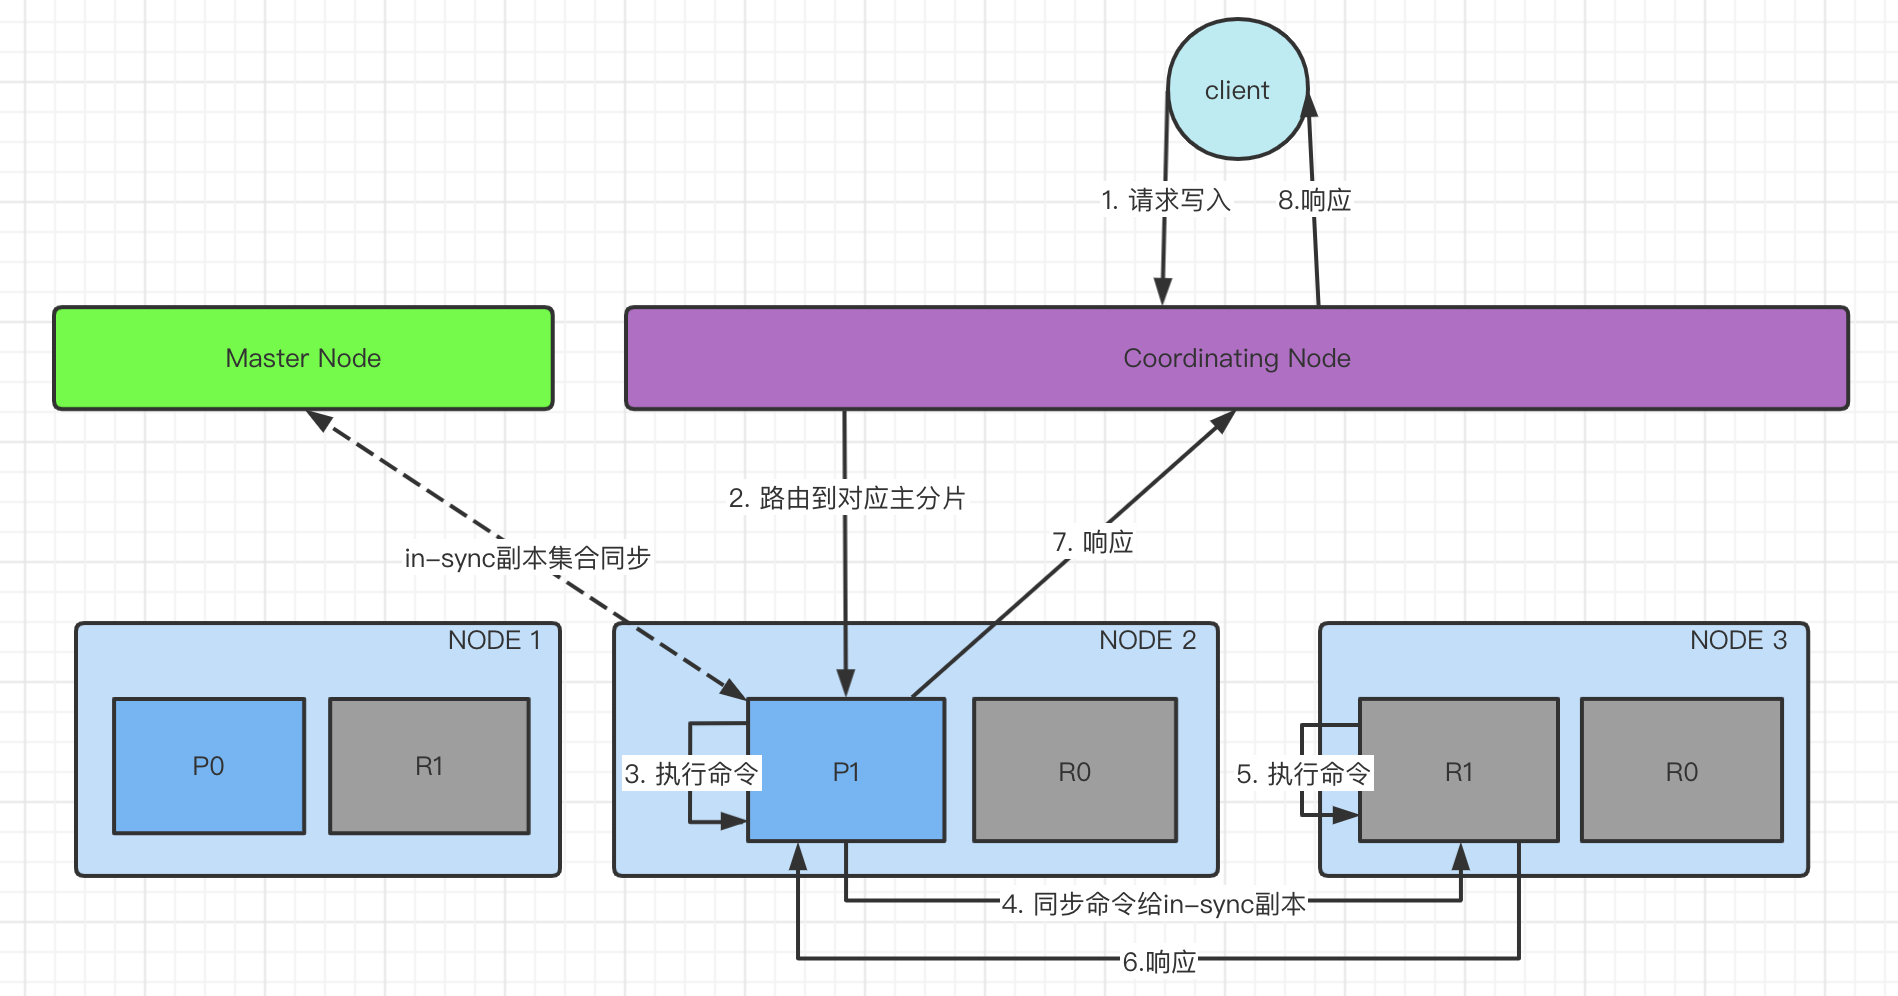 client
1. 请求写入
8.响应
Master Node
Coordinating Node
2. 路由到对应主分片
7. 响应
in-sync副本集合同步
NODE 1
NODE 2
NODE 3
P0
R1
3. 执行命令
P1
R0
5. 执行命令
R1
R0
4. 同步命令给in-sync副本
6.响应